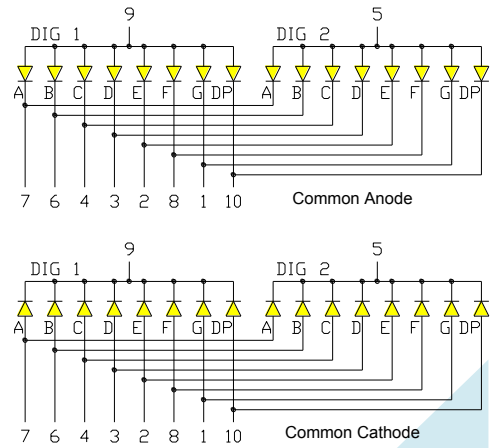 9 5
DIG 1 DIG 2
A B C D E F G DP A B C D E F G DP
7 6 4 3 2 8 1 10 Common Anode
9 5
DIG 1 DIG 2
A B C D E F G DP A B C D E F G DP
7 6 4 3 2 8 1 10 Common Cathode